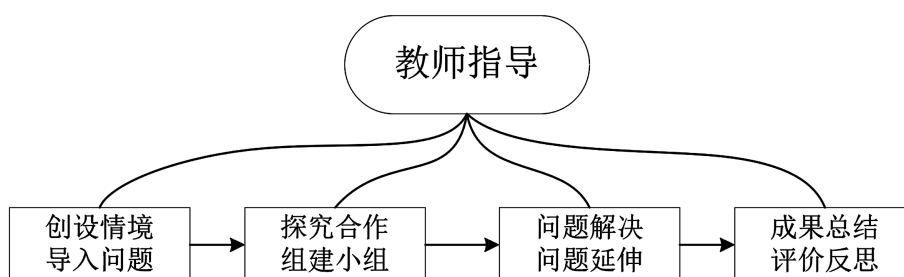 教师指导
创设情境
导入问题
探究合作
组建小组
问题解决
问题延伸
成果总结
评价反思